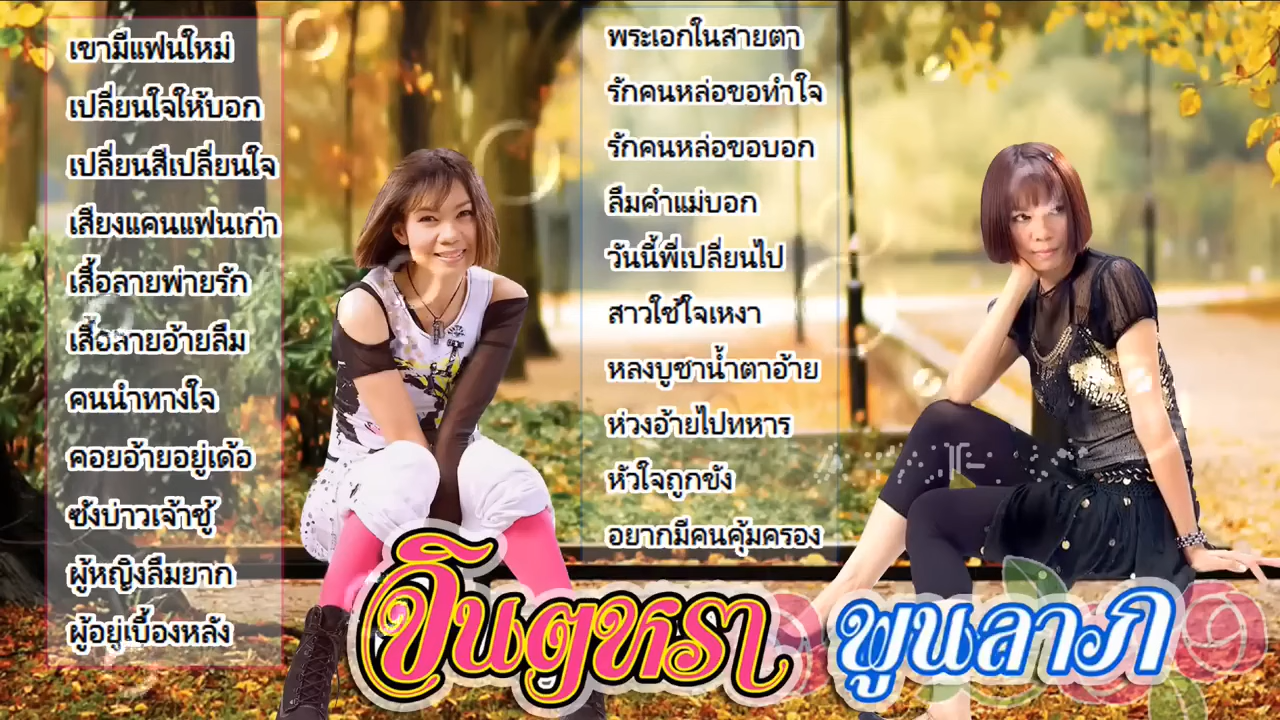 เขามีแฟนใหม่
เปลี่ยนใจให้บอก
เปลี่ยนสีเปลี่ยนใจ
เสียงแคนแฟนเก่า
เสื้อลายพ่ายรัก
เสื้อลายอ้ายลืม
คนนำทางใจ
คอยอ้ายอยู่เด้อ
ซังบ่าวเจ้าชู้
ผู้หญิงลืมยาก
ผู้อยู่เบื้องหลัง
พระเอกในสายตา
รักคนหล่อขอทำใจ
รักคนหล่อขอบอก
ลืมคำแม่บอก
วันนี้พี่เปลี่ยนไป
สาวใช้ใจเหงา
หลงบูชาน้ำตาอ้าย
ห่วงอ้ายไปทหาร
หัวใจถูกขัง
อยากมีคนคุ้มครอง
จินตหรา พูนลาภ